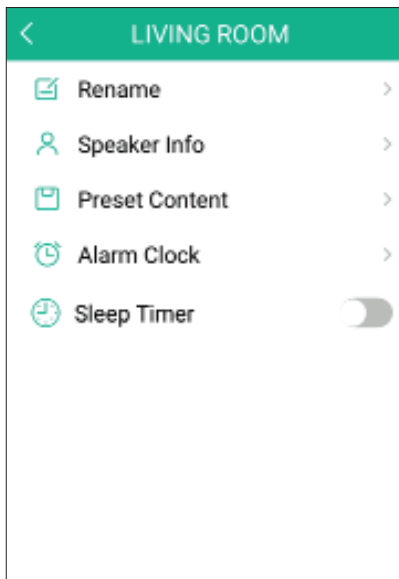 LIVING ROOM
Rename
Speaker Info
Preset Content
Alarm Clock
Sleep Timer